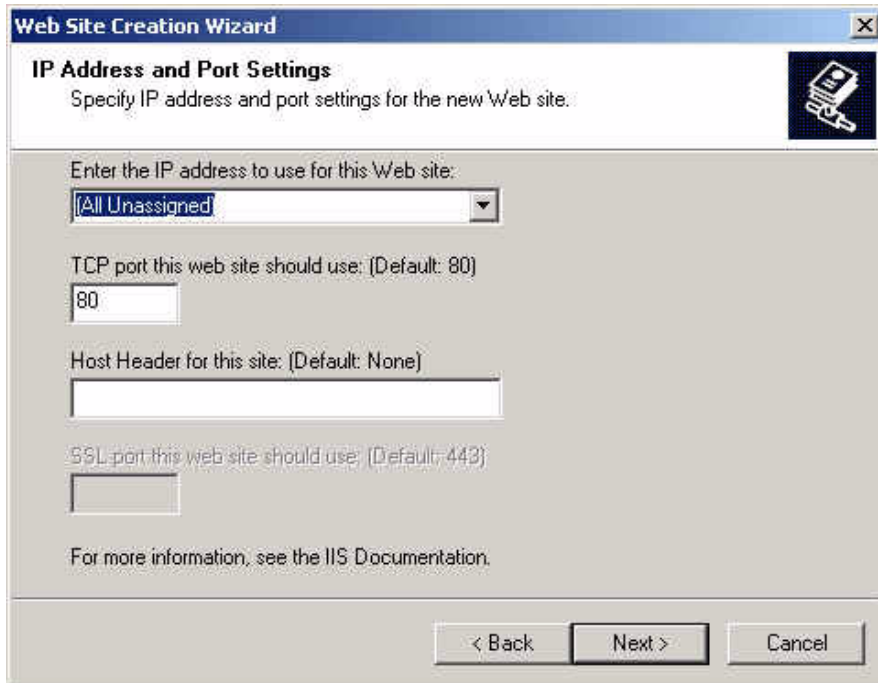 Web Site Creation Wizard
IP Address and Port Settings
Specify IP address and port settings for the new Web site.
Enter the IP address to use for this Web site:
(All Unassigned)
TCP port this web site should use: (Default: 80)
80
Host Header for this site: (Default: None)
SSL port this web site should use: (Default: 443)
For more information, see the IIS Documentation.
< Back Next > Cancel